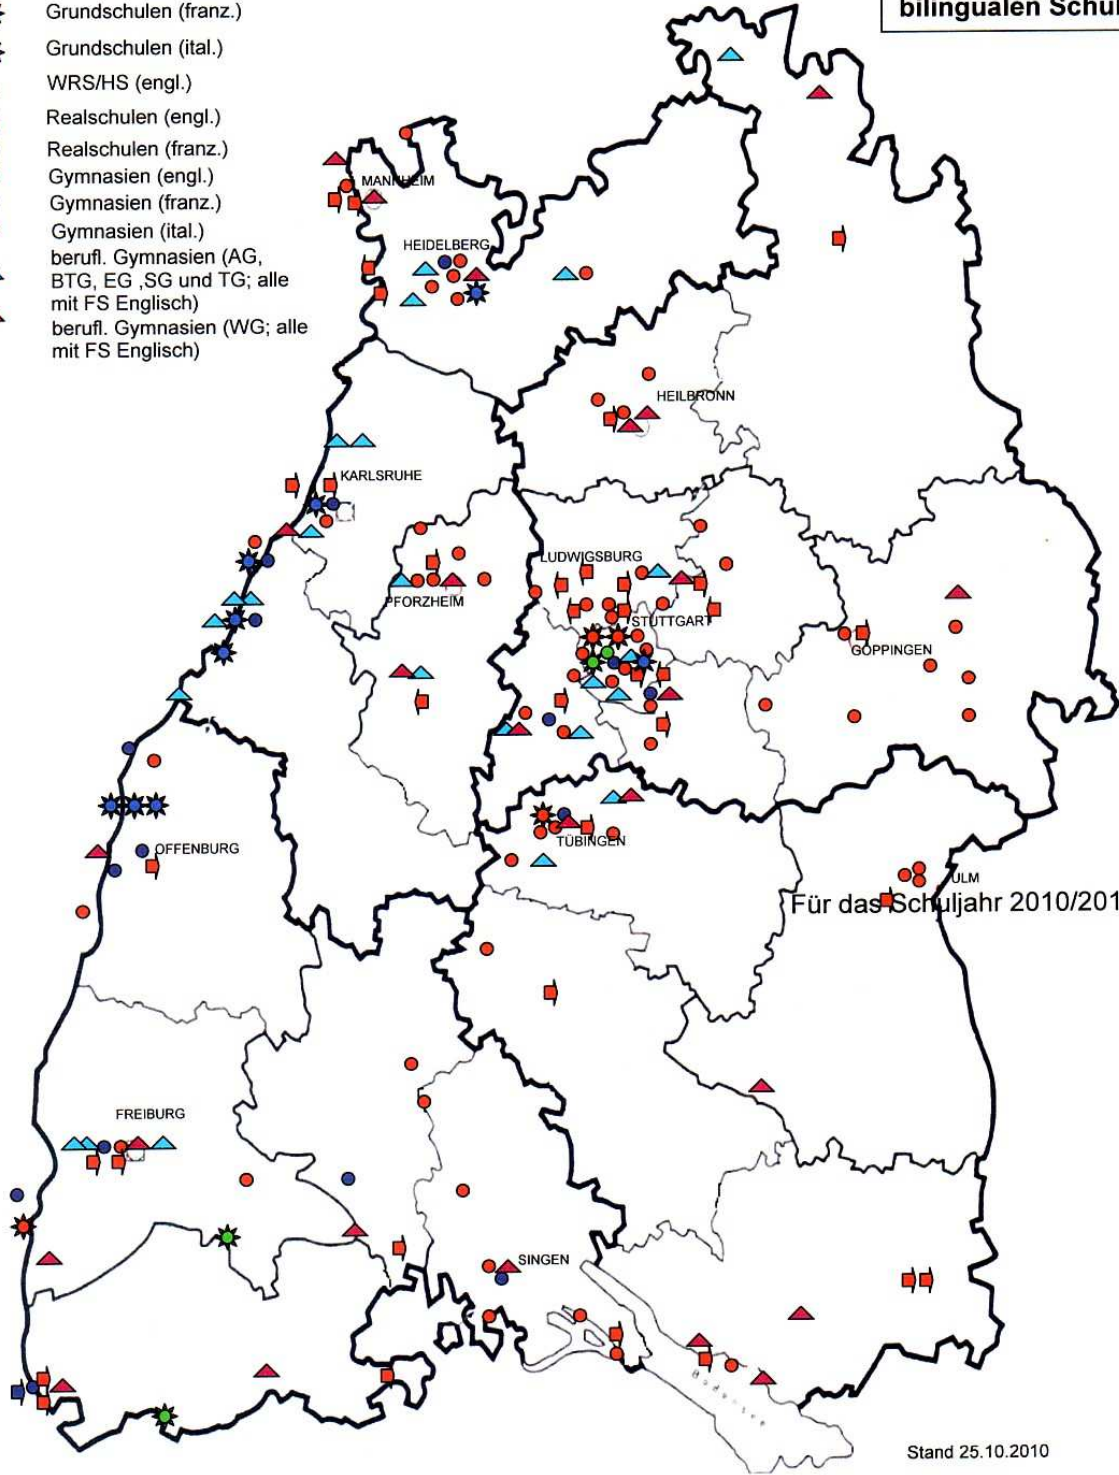 bilingualen Schul
Grundschulen (franz.)
Grundschulen (ital.)
WRS/HS (engl.)
Realschulen (engl.)
Realschulen (franz.)
Gymnasien (engl.)
Gymnasien (franz.)
Gymnasien (ital.)
berufl. Gymnasien (AG,
BTG, EG ,SG und TG; alle
mit FS Englisch)
berufl. Gymnasien (WG; alle
mit FS Englisch)
MANNHEIM
HEIDELBERG
HEILBRONN
KARLSRUHE
LUDWIGSBURG
PFORZHEIM
STUTTGART
GÖPPINGEN
TÜBINGEN
OFFENBURG
ULM
Für das Schuljahr 2010/201
FREIBURG
SINGEN
Stand 25.10.2010